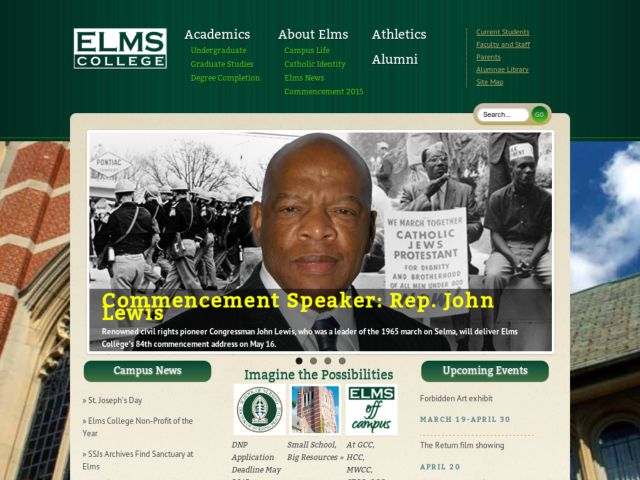 ELMS
COLLEGE
Academics
Undergraduate
Graduate Studies
Degree Completion
About Elms
Campus Life
Catholic Identity
Elms News
Commencement 2015
Athletics
Alumni
Current Students
Faculty and Staff
Parents
Alumnae Library
Site Map
Search...
GO
PONTIAC
WE MARCH TOGETHER
CATHOLIC
JEWS
PROTESTANT
FOR DIGNITY
AND BROTHERHOOD
OF ALL MEN UNDER GOD
Commencement Speaker: Rep. John
Lewis
Renowned civil rights pioneer Congressman John Lewis, who was a leader of the 1965 march on Selma, will deliver Elms
College's 84th commencement address on May 16.
Campus News
» St. Joseph's Day
» Elms College Non-Profit of the
Year
» SSJs Archives Find Sanctuary at
Elms
Imagine the Possibilities
ELMS
off
campus
DNP
Application
Deadline May
Small School,
Big Resources »
At GCC,
HCC,
MWCC,
Upcoming Events
Forbidden Art exhibit
MARCH 19-APRIL 30
The Return film showing
APRIL 20